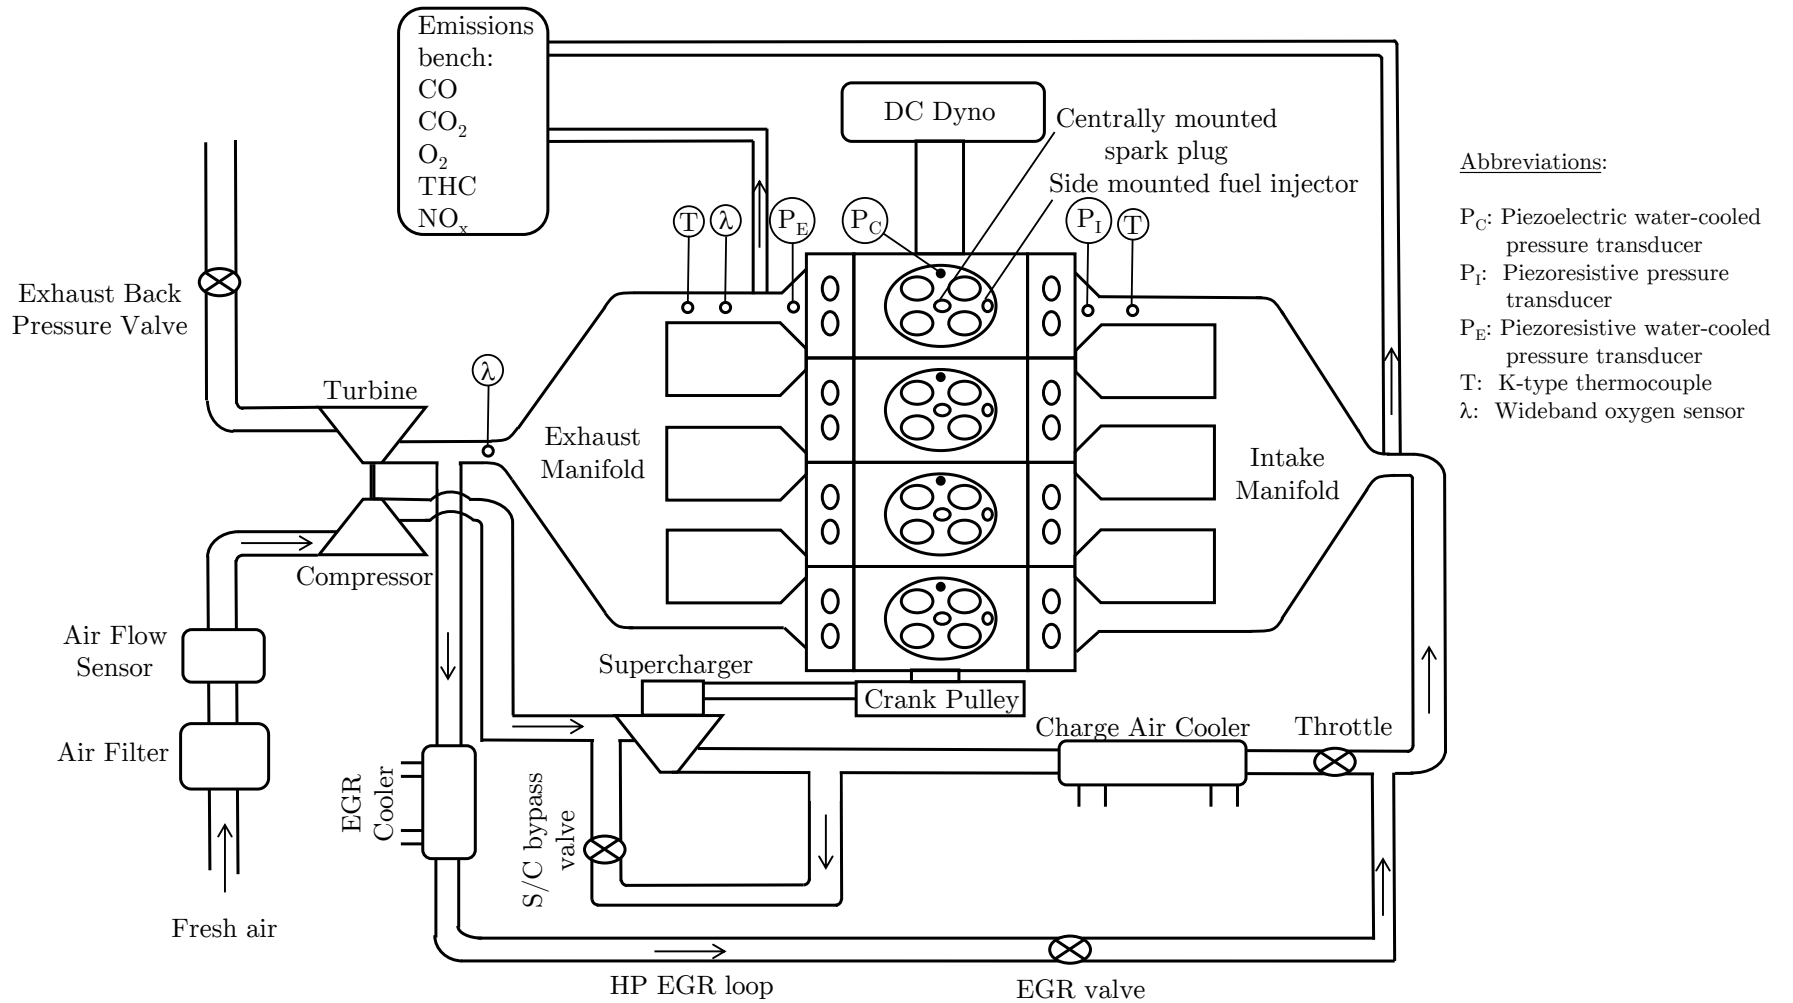 Emissions
bench:
CO
CO₂
O₂
THC
NOₓ
DC Dyno
Centrally mounted
spark plug
Side mounted fuel injector
T
λ
P_E
P_C
P_I
T
Abbreviations:
P_C: Piezoelectric water-cooled
pressure transducer
P_I: Piezoresistive pressure
transducer
P_E: Piezoresistive water-cooled
pressure transducer
T: K-type thermocouple
λ: Wideband oxygen sensor
Exhaust Back
Pressure Valve
Turbine
λ
Exhaust
Manifold
Intake
Manifold
Compressor
Air Flow
Sensor
Supercharger
Crank Pulley
Charge Air Cooler
Throttle
Air Filter
EGR
Cooler
S/C bypass
valve
Fresh air
HP EGR loop
EGR valve